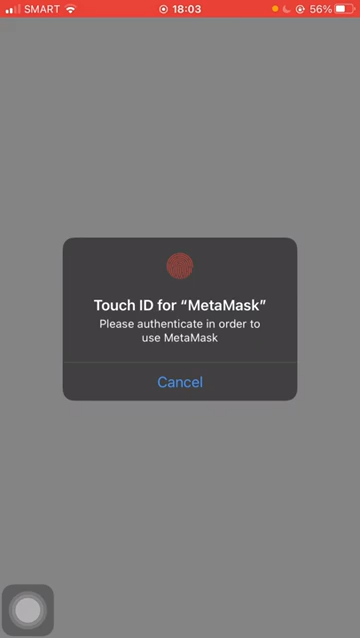 SMART 18:03 56%
Touch ID for “MetaMask”
Please authenticate in order to
use MetaMask
Cancel